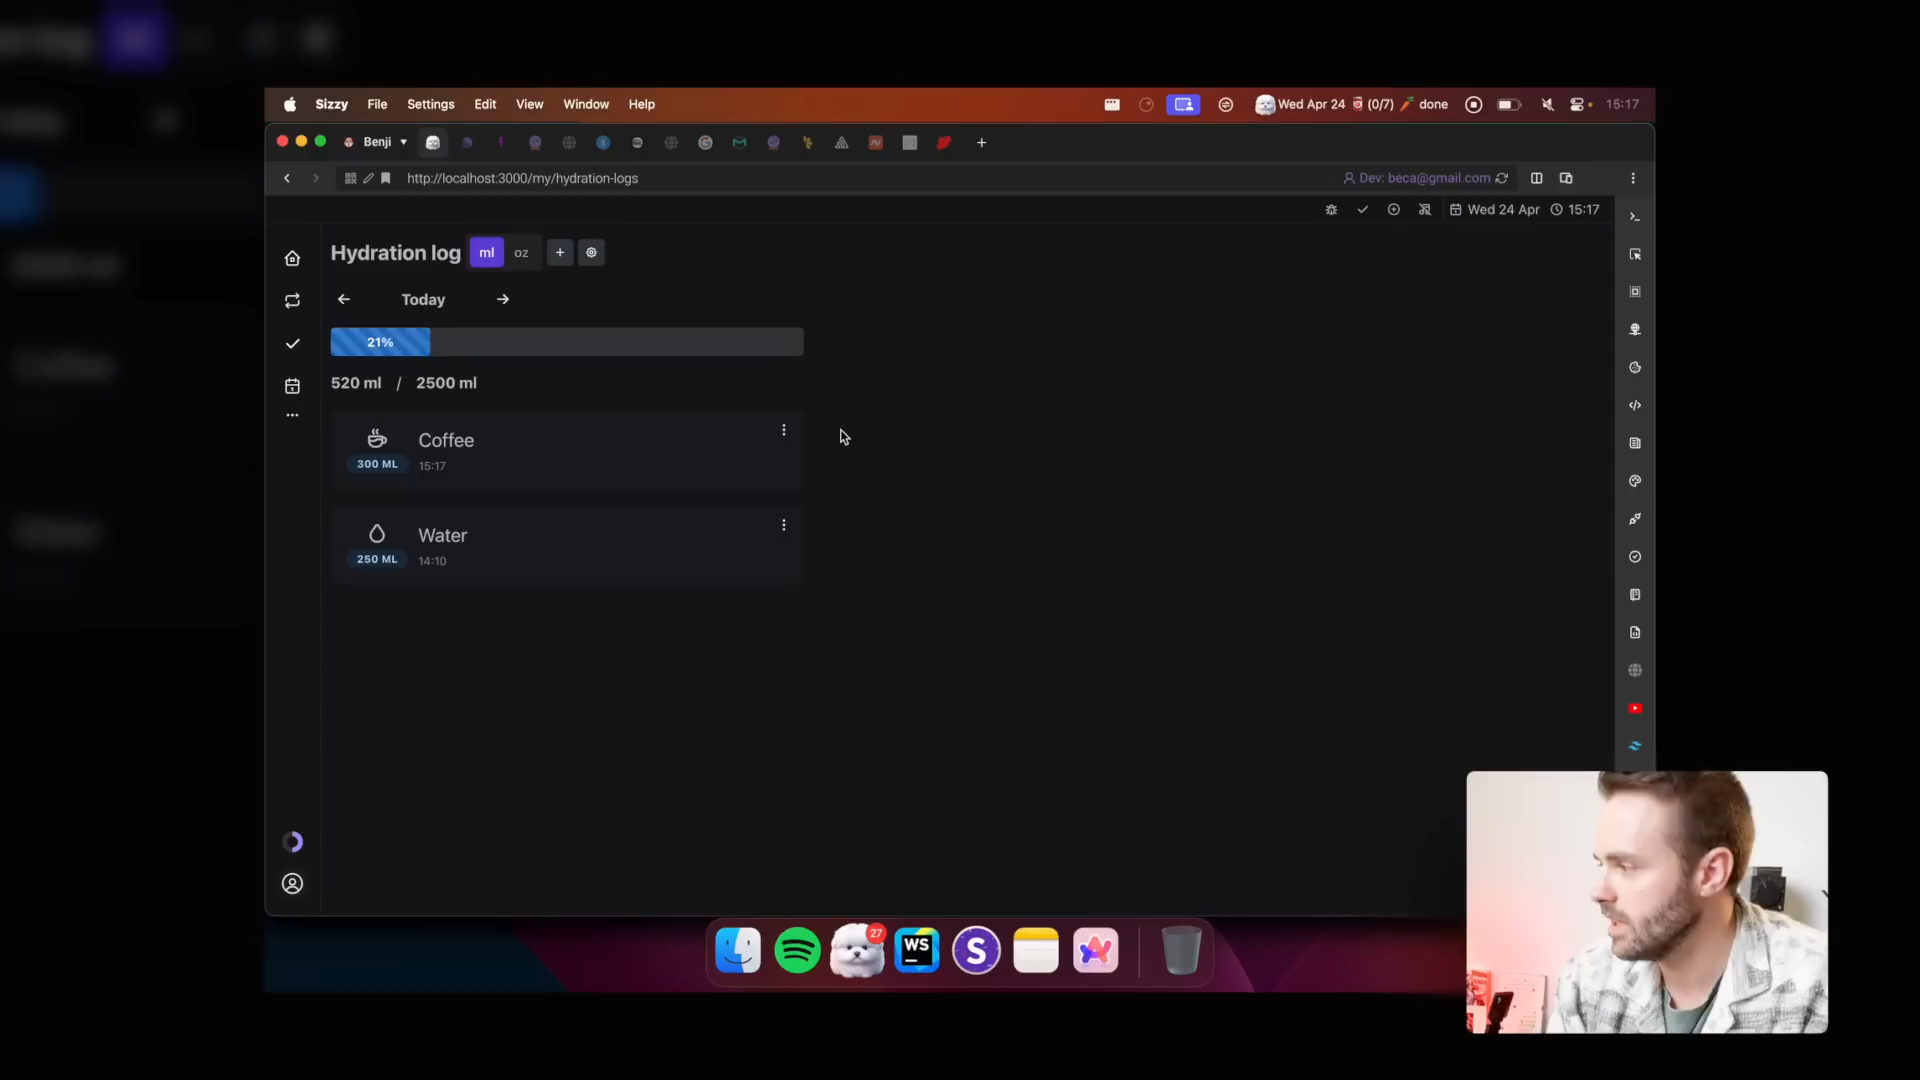 Sizzy File Settings Edit View Window Help Wed Apr 24 (0/7) done 15:17
Benji
http://localhost:3000/my/hydration-logs Dev: beca@gmail.com
Wed 24 Apr 15:17
Hydration log ml oz
Today
21%
520 ml / 2500 ml
Coffee
300 ML 15:17
Water
250 ML 14:10
27
WS
S